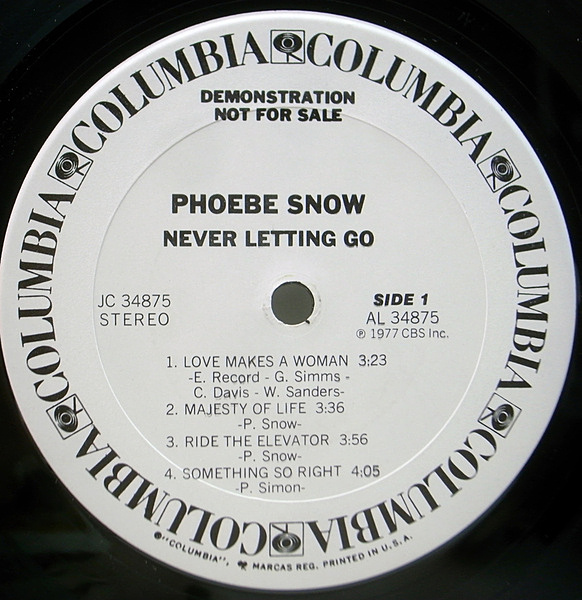 COLUMBIA COLUMBIA COLUMBIA COLUMBIA COLUMBIA COLUMBIA COLUMBIA COLUMBIA
DEMONSTRATION
NOT FOR SALE
PHOEBE SNOW
NEVER LETTING GO
JC 34875
STEREO
SIDE 1
AL 34875
℗ 1977 CBS Inc.
1. LOVE MAKES A WOMAN 3:23
-E. Record - G. Simms -
C. Davis - W. Sanders-
2. MAJESTY OF LIFE 3:36
-P. Snow-
3. RIDE THE ELEVATOR 3:56
-P. Snow-
4. SOMETHING SO RIGHT 4:05
-P. Simon-
"COLUMBIA", MARCAS REG. PRINTED IN U.S.A.